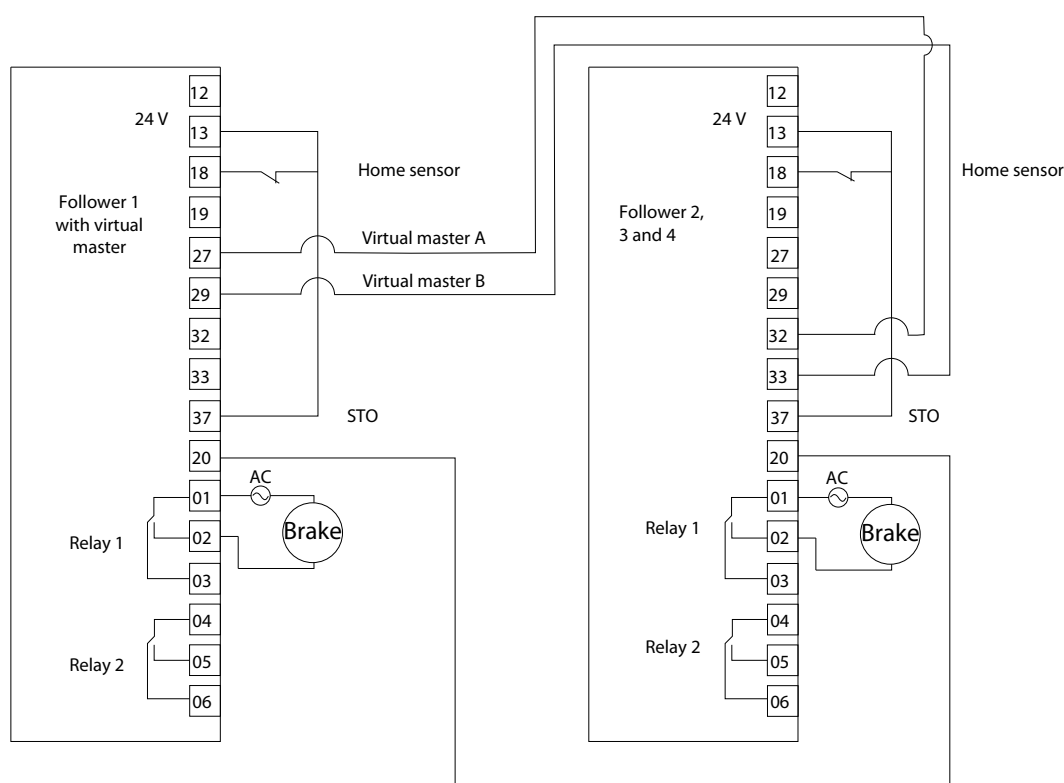 12
24 V
13
18
Home sensor
Follower 1
with virtual
master
19
27
Virtual master A
29
Virtual master B
32
33
37
STO
20
01
AC
Brake
Relay 1
02
03
04
Relay 2
05
06
12
24 V
13
18
Home sensor
Follower 2,
3 and 4
19
27
29
32
33
37
STO
20
01
AC
Brake
Relay 1
02
03
04
Relay 2
05
06